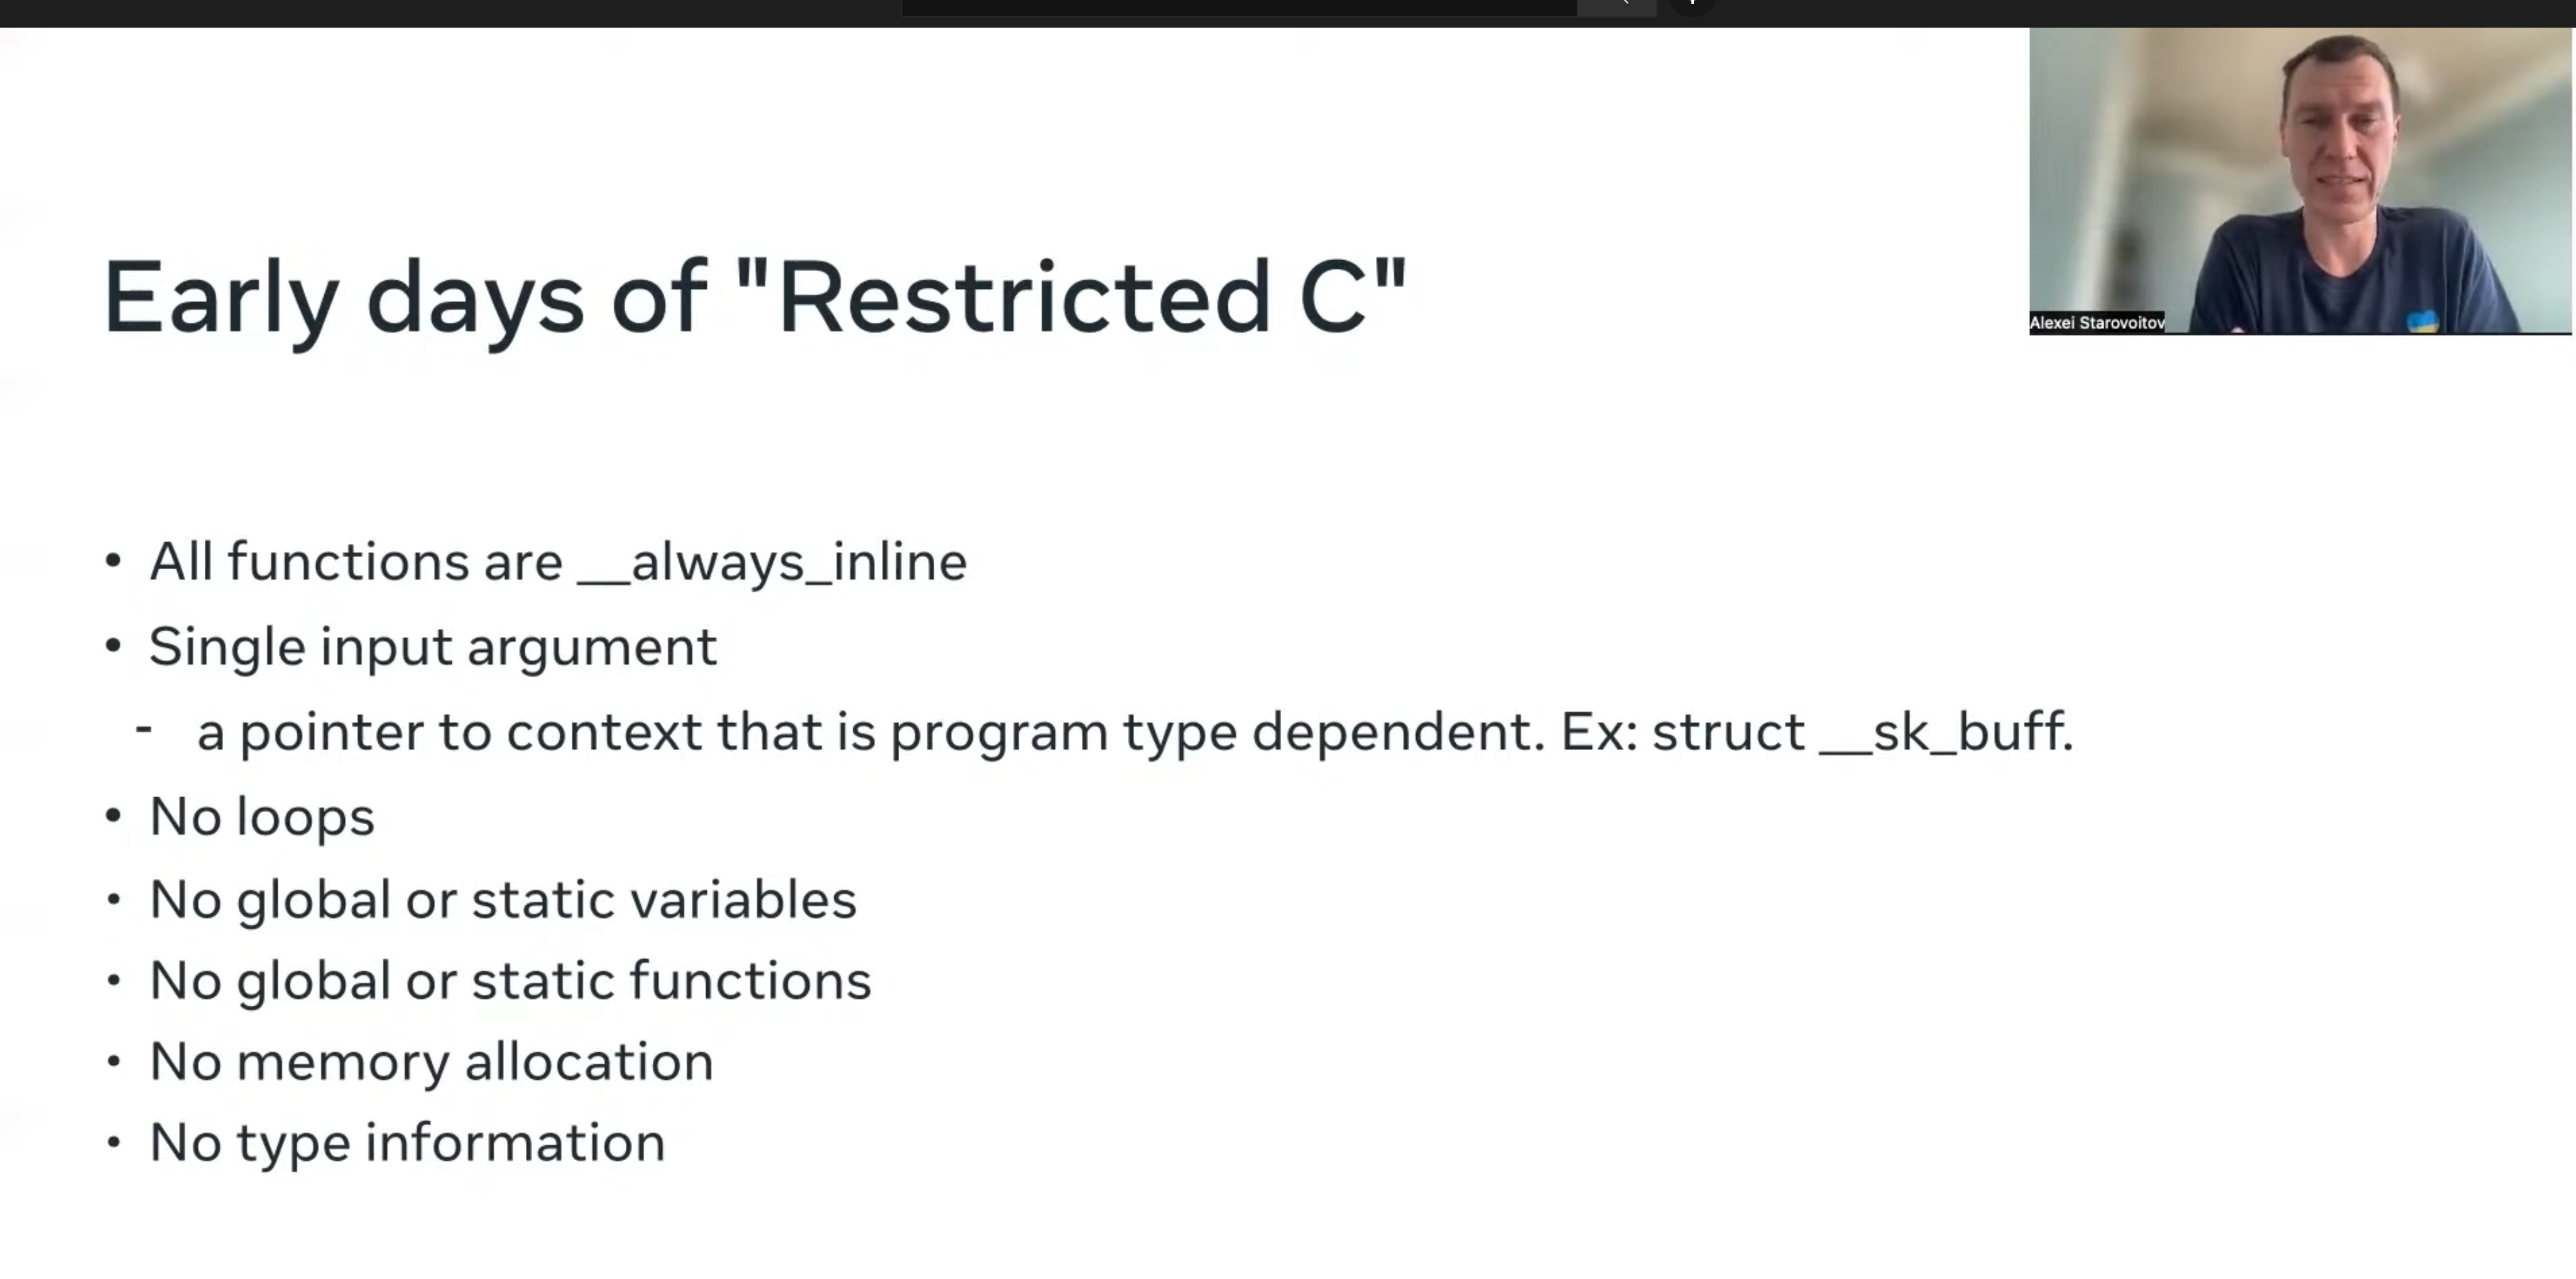 Early days of "Restricted C"
Alexei Starovoitov
• All functions are __always_inline
• Single input argument
- a pointer to context that is program type dependent. Ex: struct __sk_buff.
• No loops
• No global or static variables
• No global or static functions
• No memory allocation
• No type information